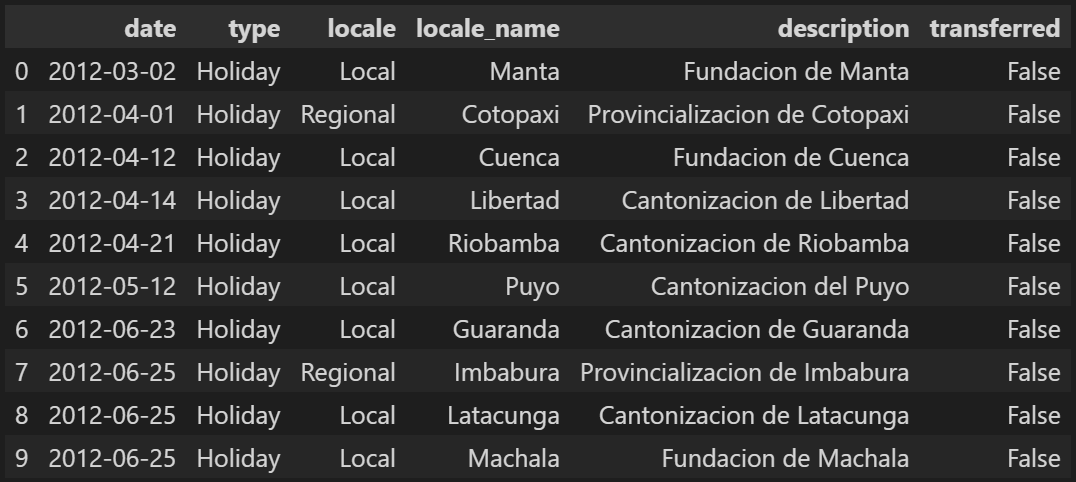 date type locale locale_name description transferred
0 2012-03-02 Holiday Local Manta Fundacion de Manta False
1 2012-04-01 Holiday Regional Cotopaxi Provincializacion de Cotopaxi False
2 2012-04-12 Holiday Local Cuenca Fundacion de Cuenca False
3 2012-04-14 Holiday Local Libertad Cantonizacion de Libertad False
4 2012-04-21 Holiday Local Riobamba Cantonizacion de Riobamba False
5 2012-05-12 Holiday Local Puyo Cantonizacion del Puyo False
6 2012-06-23 Holiday Local Guaranda Cantonizacion de Guaranda False
7 2012-06-25 Holiday Regional Imbabura Provincializacion de Imbabura False
8 2012-06-25 Holiday Local Latacunga Cantonizacion de Latacunga False
9 2012-06-25 Holiday Local Machala Fundacion de Machala False